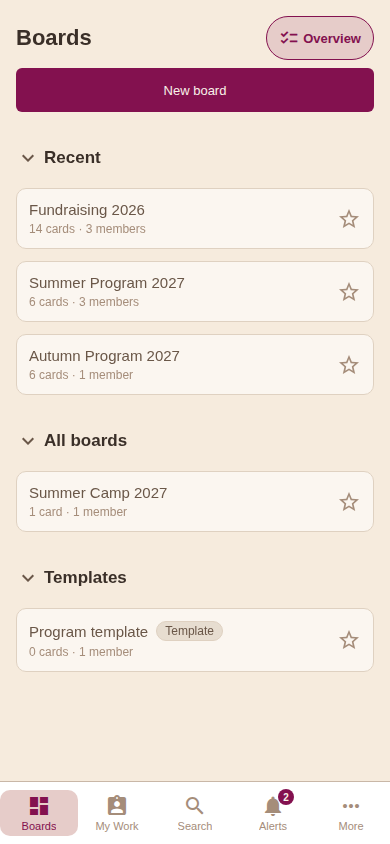 Boards
Overview
New board
Recent
Fundraising 2026
14 cards · 3 members
Summer Program 2027
6 cards · 3 members
Autumn Program 2027
6 cards · 1 member
All boards
Summer Camp 2027
1 card · 1 member
Templates
Program template Template
0 cards · 1 member
2
Boards My Work Search Alerts More